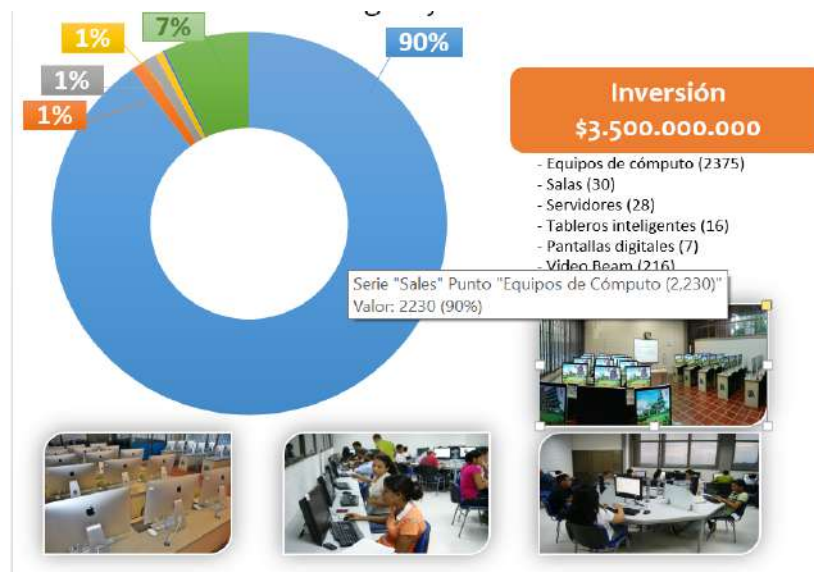 7%
90%
1%
1%
1%
Inversión
$3.500.000.000
- Equipos de cómputo (2375)
- Salas (30)
- Servidores (28)
- Tableros inteligentes (16)
- Pantallas digitales (7)
- Video Beam (216)
Serie "Sales" Punto "Equipos de Cómputo (2,230)"
Valor: 2230 (90%)